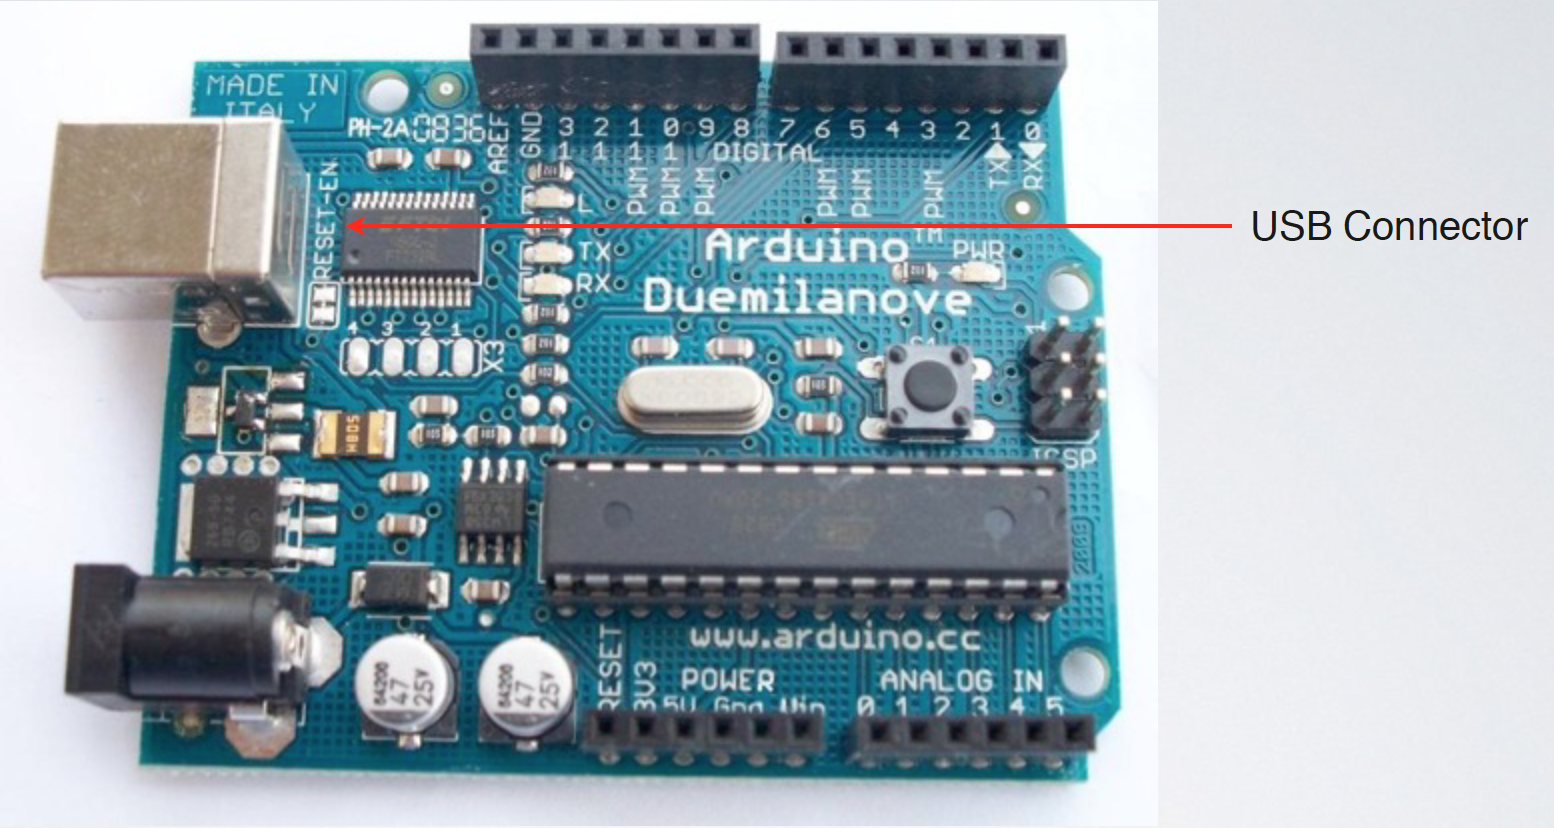 MADE IN
ITALY
PH-2A 0836
AREF
GND
13
12
11
10
9
8
7
6
5
4
3
2
1
0
DIGITAL
PWM
PWM
PWM
PWM
PWM
PWM
TX
RX
RESET-EN
L
TX
RX
TM
PWR
Arduino
Duemilanove
USB Connector
4 3 2 1
X3
1
ICSP
2009
www.arduino.cc
47
25V
47
25V
RESET
3V3
5V Gnd Vin
POWER
ANALOG IN
0 1 2 3 4 5